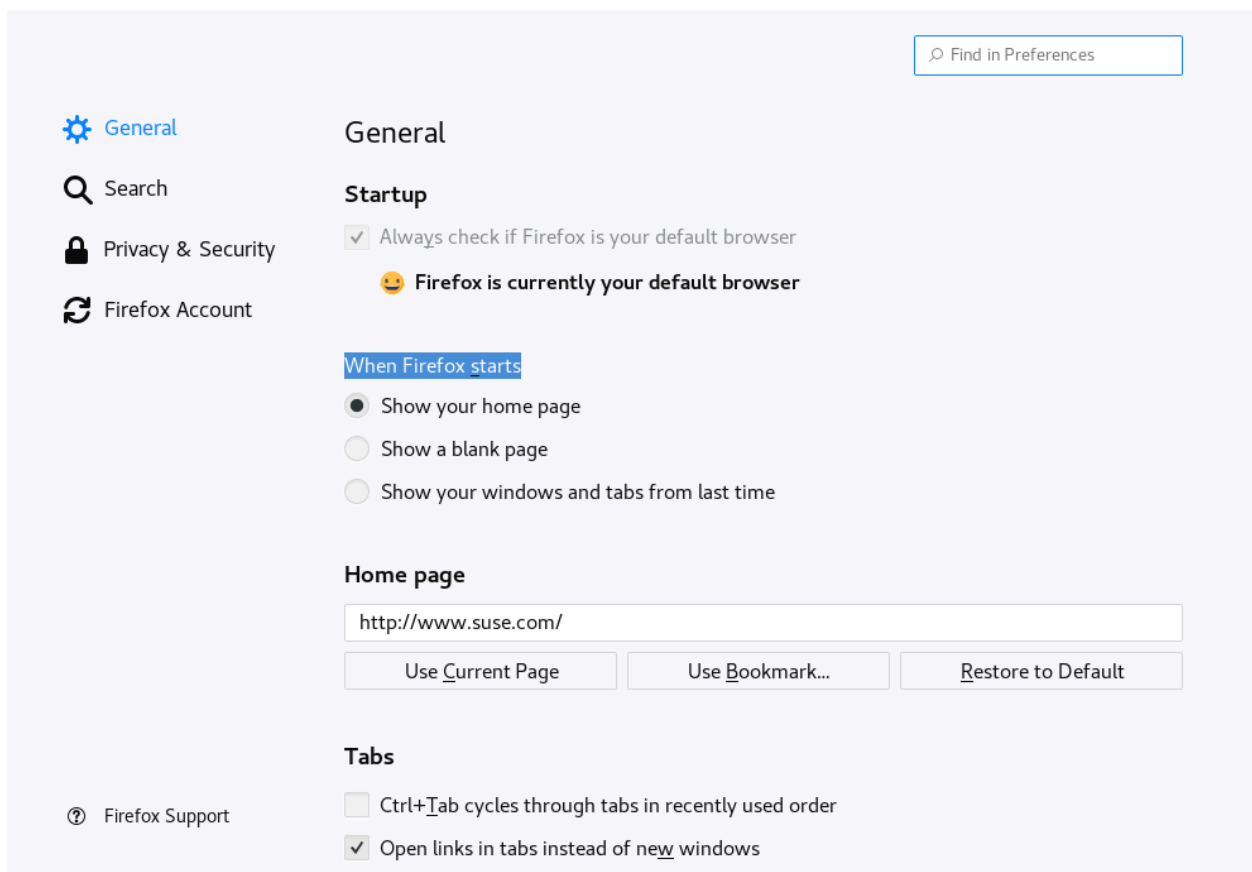 Find in Preferences
General
Search
Privacy & Security
Firefox Account
Firefox Support
General
Startup
Always check if Firefox is your default browser
Firefox is currently your default browser
When Firefox starts
Show your home page
Show a blank page
Show your windows and tabs from last time
Home page
http://www.suse.com/
Use Current Page
Use Bookmark...
Restore to Default
Tabs
Ctrl+Tab cycles through tabs in recently used order
Open links in tabs instead of new windows